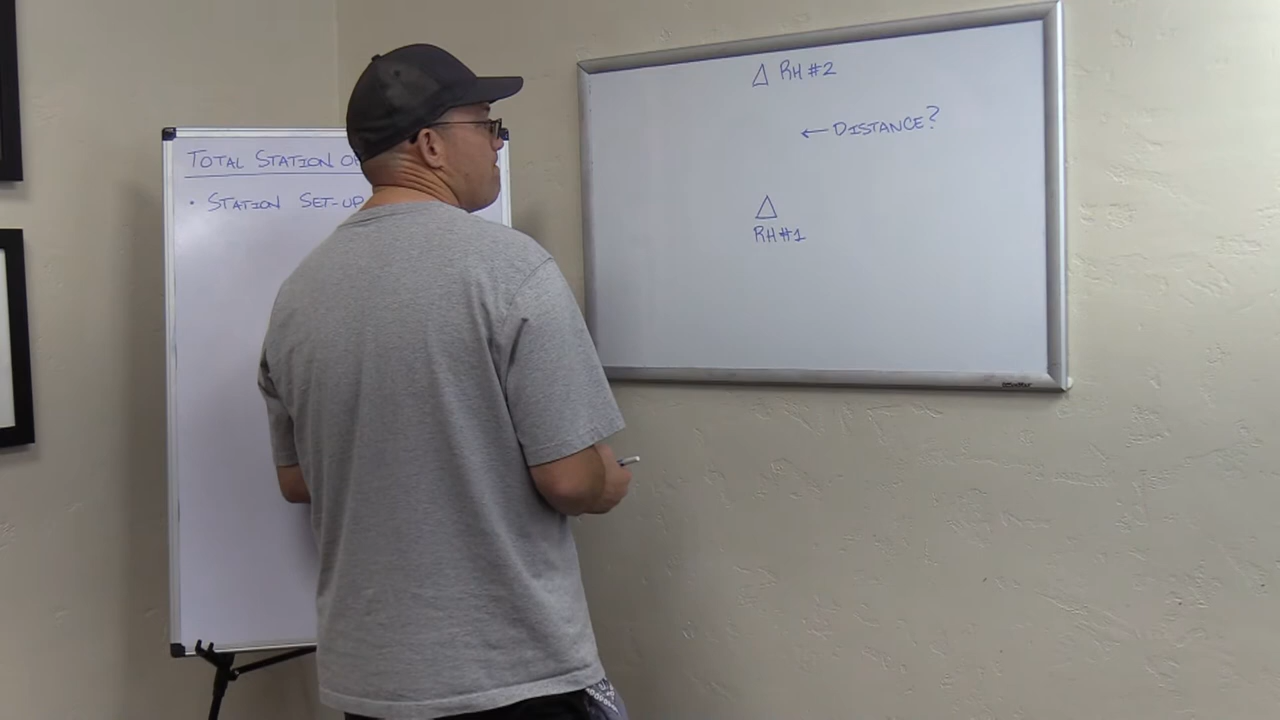 TOTAL STATION
• STATION SET-UP
△ RH #2
← DISTANCE?
△
RH #1